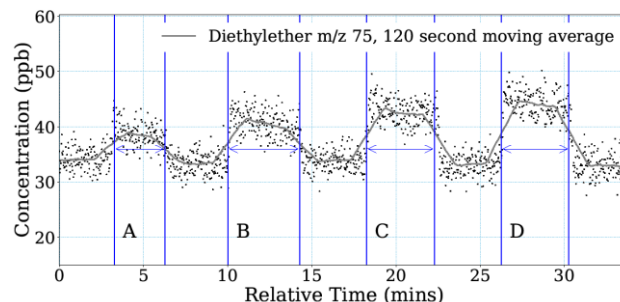 Diethylether m/z 75, 120 second moving average
Concentration (ppb)
60
50
40
30
20
A B C D
0 5 10 15 20 25 30
Relative Time (mins)